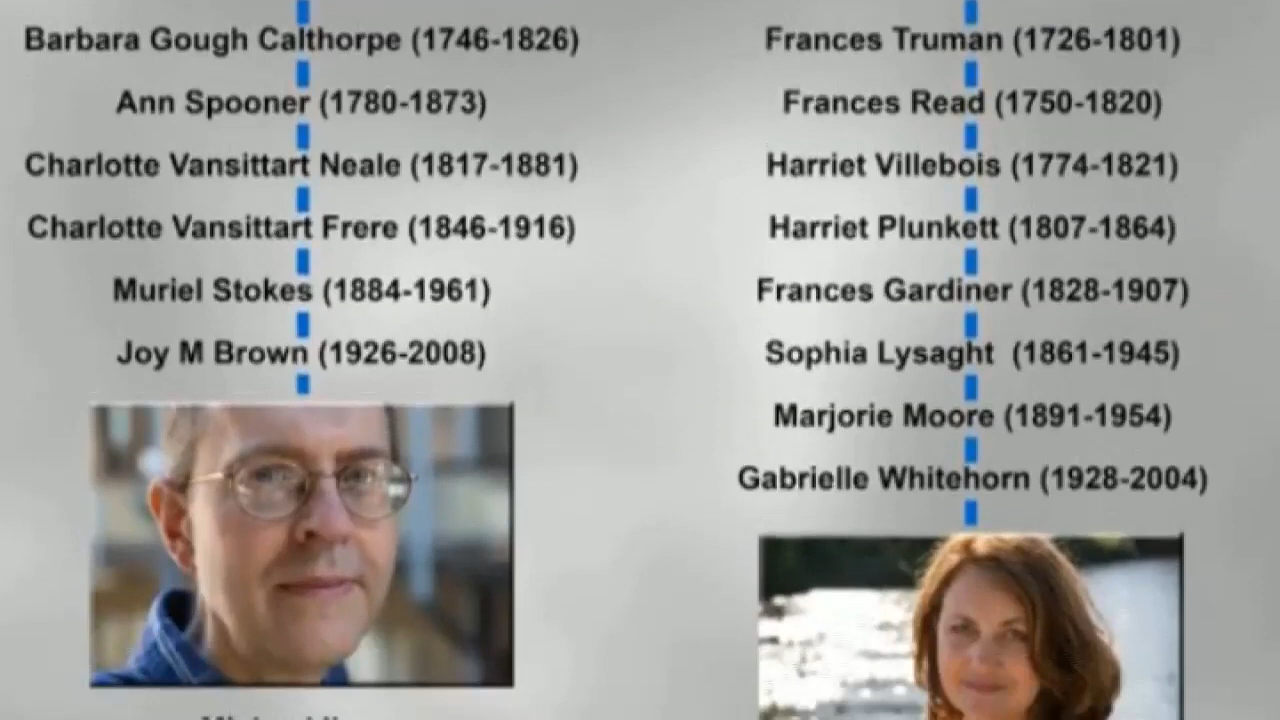 Barbara Gough Calthorpe (1746-1826)
Ann Spooner (1780-1873)
Charlotte Vansittart Neale (1817-1881)
Charlotte Vansittart Frere (1846-1916)
Muriel Stokes (1884-1961)
Joy M Brown (1926-2008)
Frances Truman (1726-1801)
Frances Read (1750-1820)
Harriet Villebois (1774-1821)
Harriet Plunkett (1807-1864)
Frances Gardiner (1828-1907)
Sophia Lysaght (1861-1945)
Marjorie Moore (1891-1954)
Gabrielle Whitehorn (1928-2004)